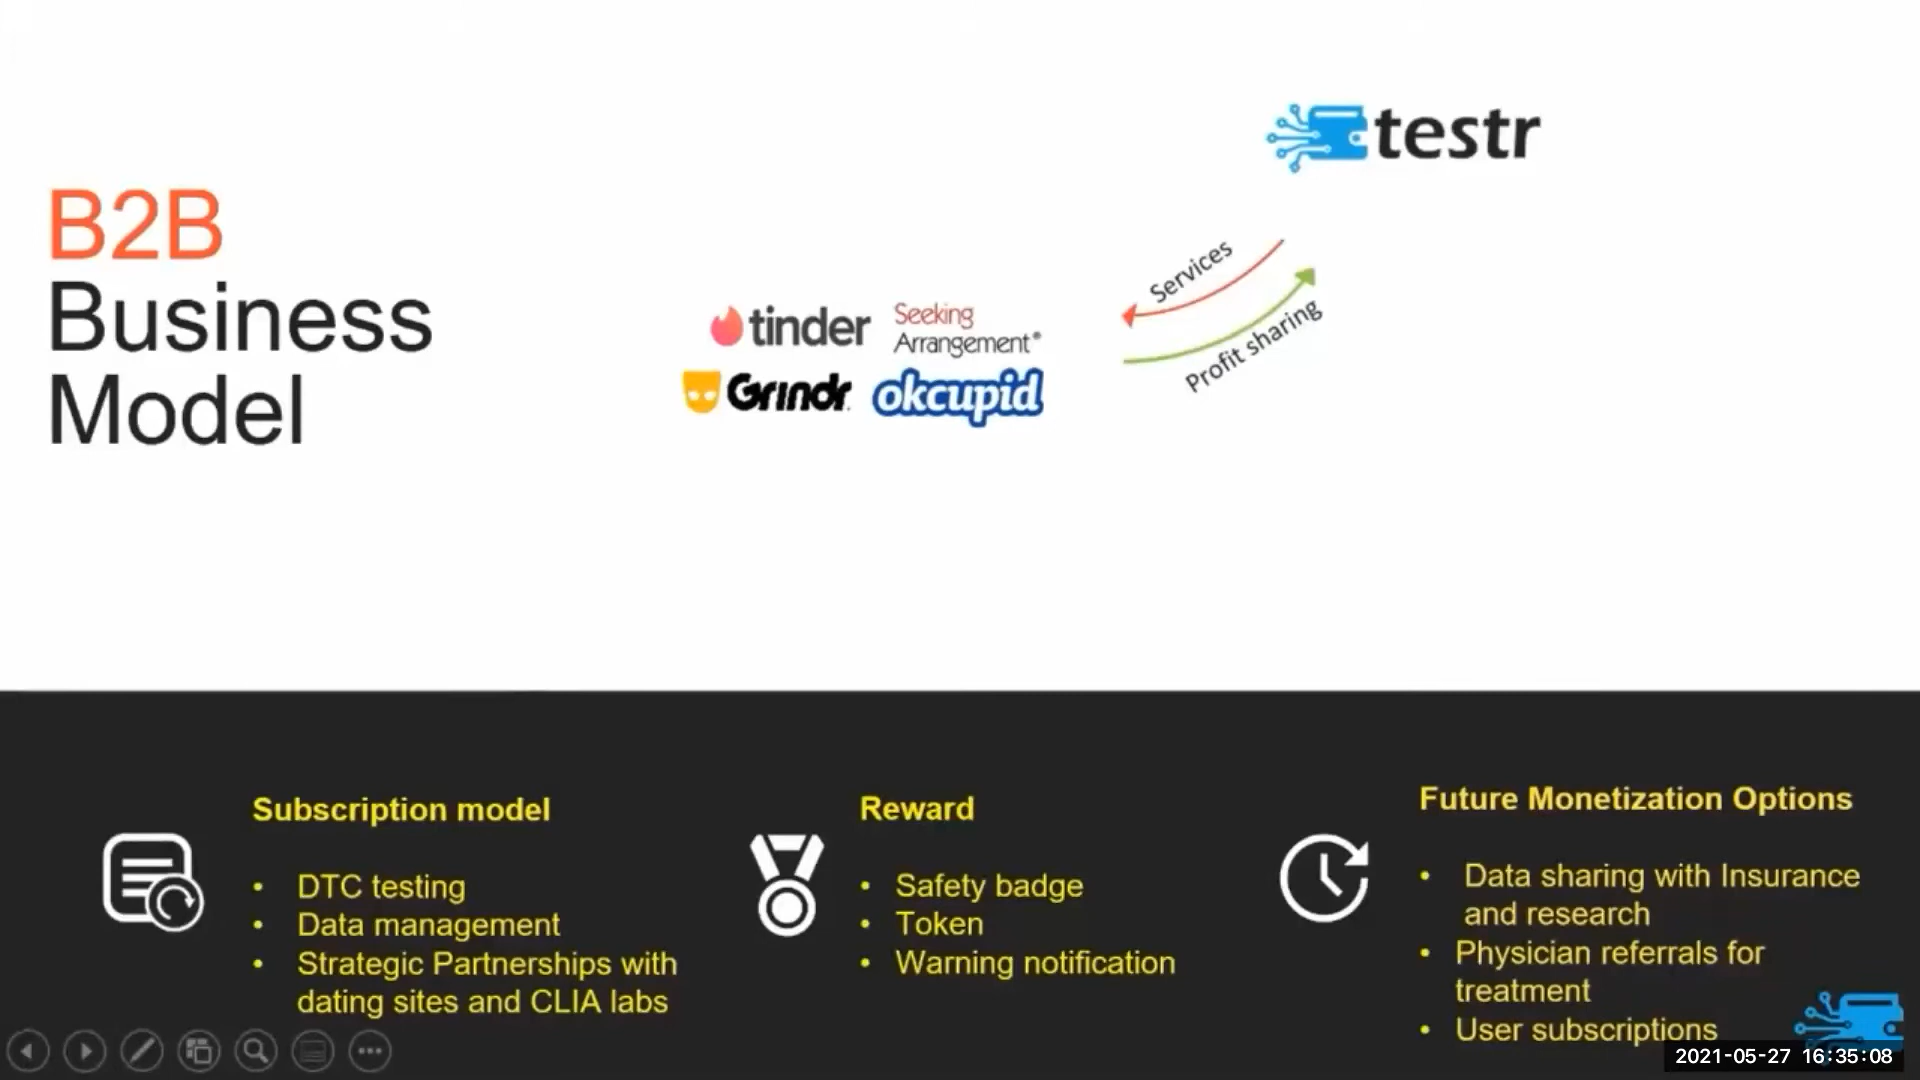 testr
B2B
Business
Model
Services
Profit sharing
tinder
Seeking
Arrangement®
Grindr
okcupid
Subscription model
• DTC testing
• Data management
• Strategic Partnerships with
dating sites and CLIA labs
Reward
• Safety badge
• Token
• Warning notification
Future Monetization Options
• Data sharing with Insurance
and research
• Physician referrals for
treatment
• User subscriptions
2021-05-27 16:35:08